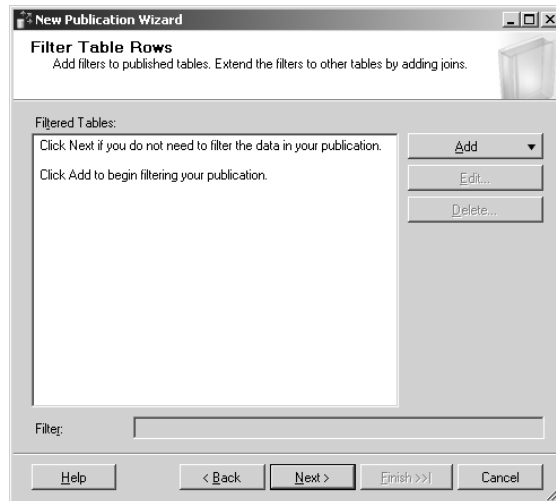 New Publication Wizard
Filter Table Rows
Add filters to published tables. Extend the filters to other tables by adding joins.
Filtered Tables:
Click Next if you do not need to filter the data in your publication.
Click Add to begin filtering your publication.
Add
Edit...
Delete...
Filter:
Help
< Back
Next >
Finish >>|
Cancel